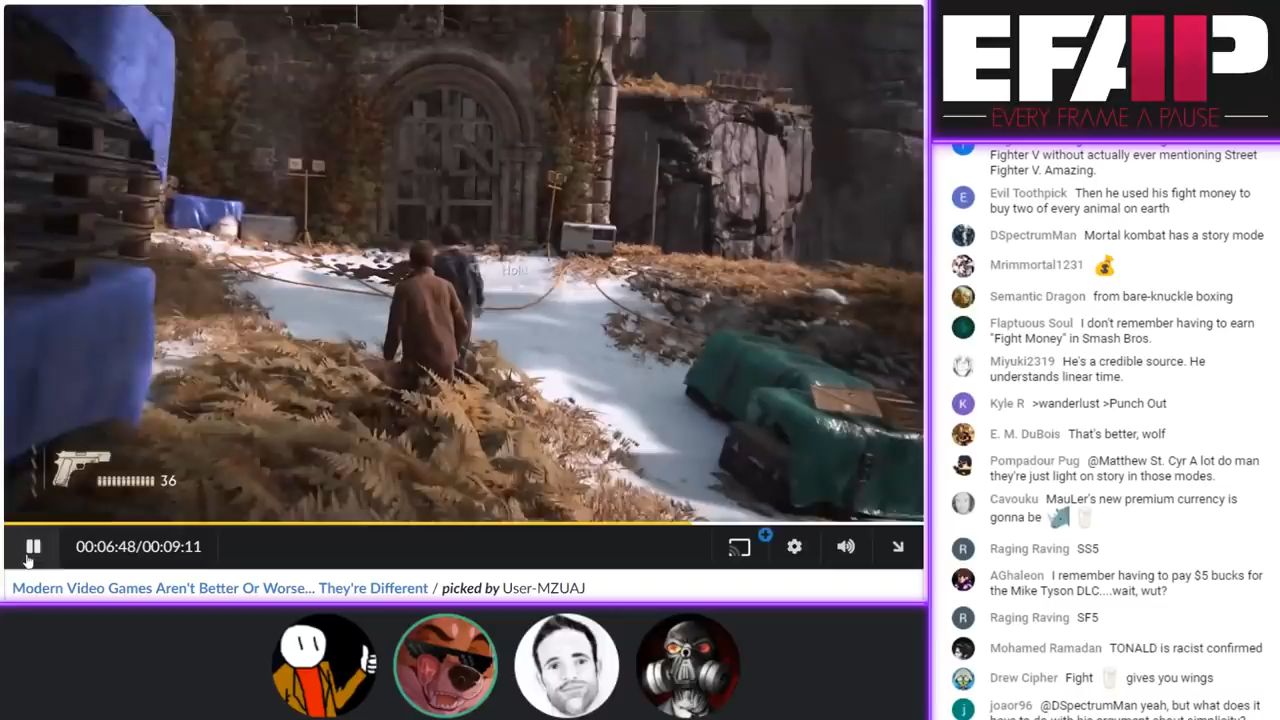 EFAP
EVERY FRAME A PAUSE
Fighter V without actually ever mentioning Street
Fighter V. Amazing.
E
Evil Toothpick Then he used his fight money to
buy two of every animal on earth
DSpectrumMan Mortal kombat has a story mode
Mrimmortal1231
Semantic Dragon from bare-knuckle boxing
Flaptuous Soul I don't remember having to earn
"Fight Money" in Smash Bros.
Miyuki2319 He's a credible source. He
understands linear time.
K
Kyle R >wanderlust >Punch Out
E. M. DuBois That's better, wolf
Pompadour Pug @Matthew St. Cyr A lot do man
they're just light on story in those modes.
Cavouku MauLer's new premium currency is
gonna be
R
Raging Raving SS5
AGhaleon I remember having to pay $5 bucks for
the Mike Tyson DLC....wait, wut?
R
Raging Raving SF5
Mohamed Ramadan TONALD is racist confirmed
Drew Cipher Fight gives you wings
j
joaor96 @DSpectrumMan yeah, but what does it
have to do with his argument about simplicity?
36
00:06:48/00:09:11
Modern Video Games Aren't Better Or Worse... They're Different / picked by User-MZUAJ